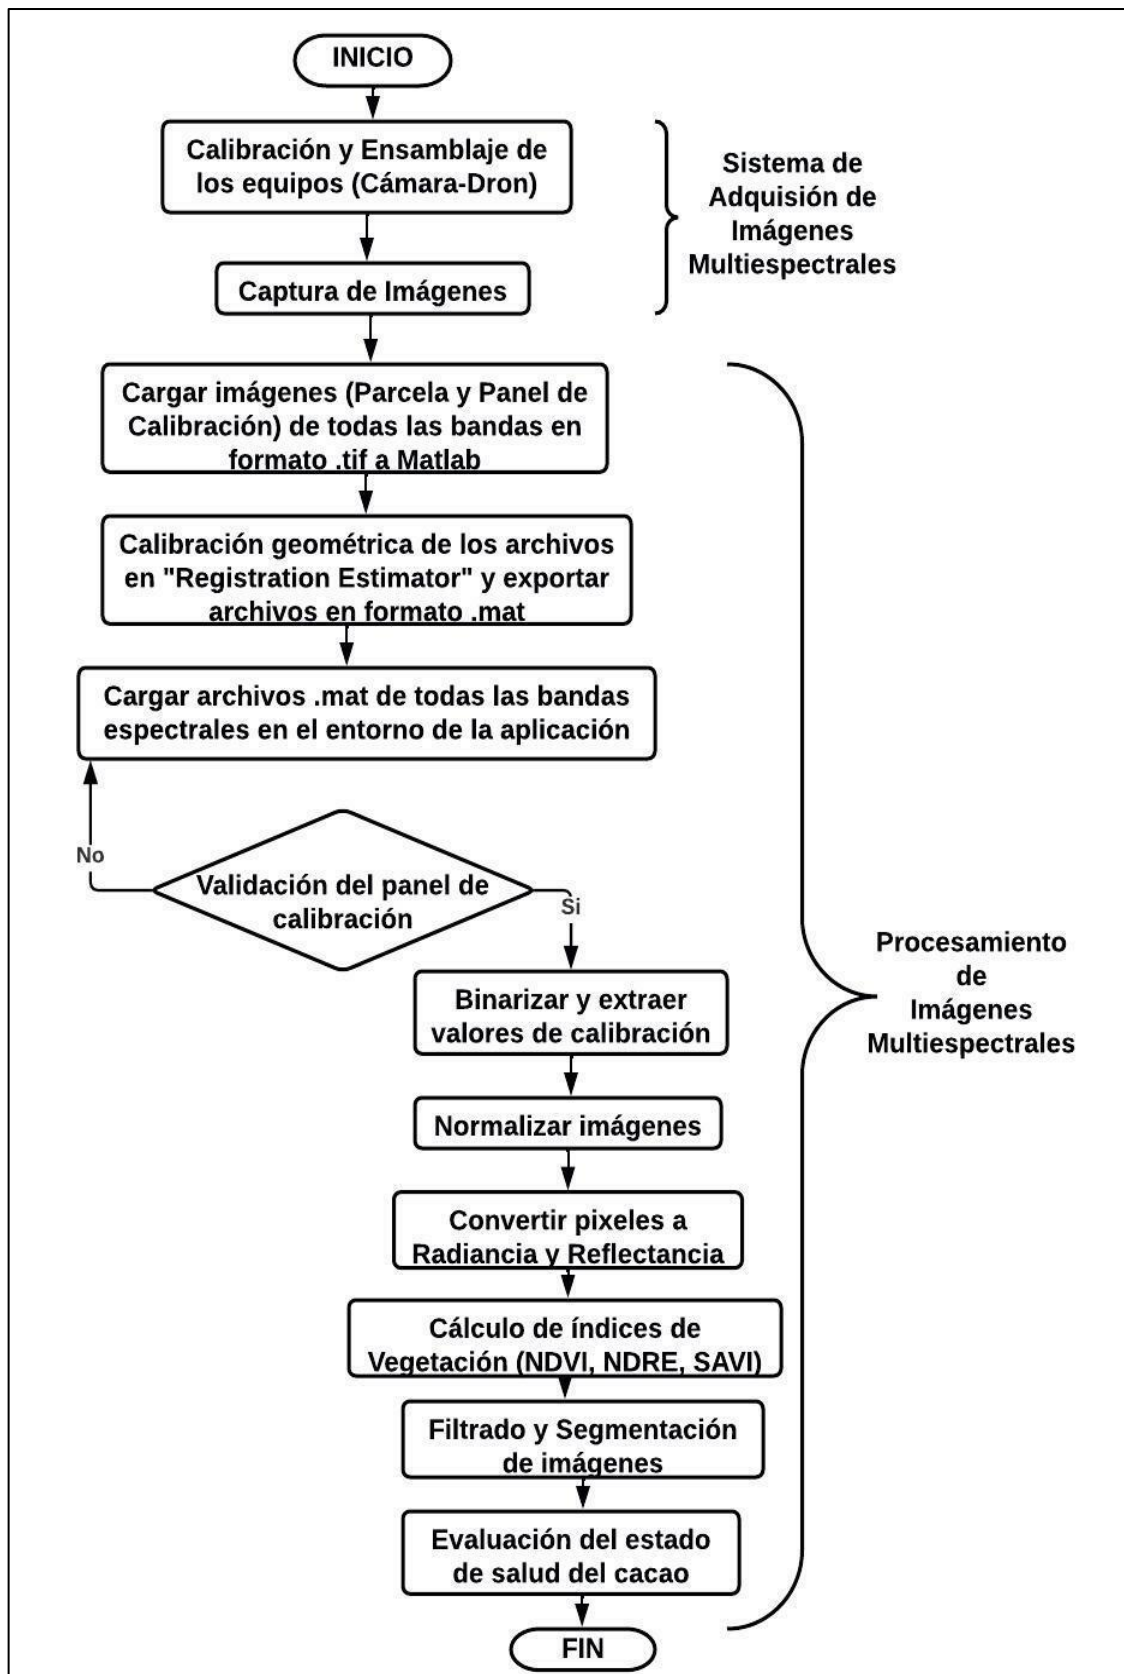 INICIO
Calibración y Ensamblaje de
los equipos (Cámara-Dron)
Sistema de
Adquisión de
Imágenes
Multiespectrales
Captura de Imágenes
Cargar imágenes (Parcela y Panel de
Calibración) de todas las bandas en
formato .tif a Matlab
Calibración geométrica de los archivos
en "Registration Estimator" y exportar
archivos en formato .mat
Cargar archivos .mat de todas las bandas
espectrales en el entorno de la aplicación
No
Validación del panel de
calibración
Si
Procesamiento
de
Imágenes
Multiespectrales
Binarizar y extraer
valores de calibración
Normalizar imágenes
Convertir pixeles a
Radiancia y Reflectancia
Cálculo de índices de
Vegetación (NDVI, NDRE, SAVI)
Filtrado y Segmentación
de imágenes
Evaluación del estado
de salud del cacao
FIN